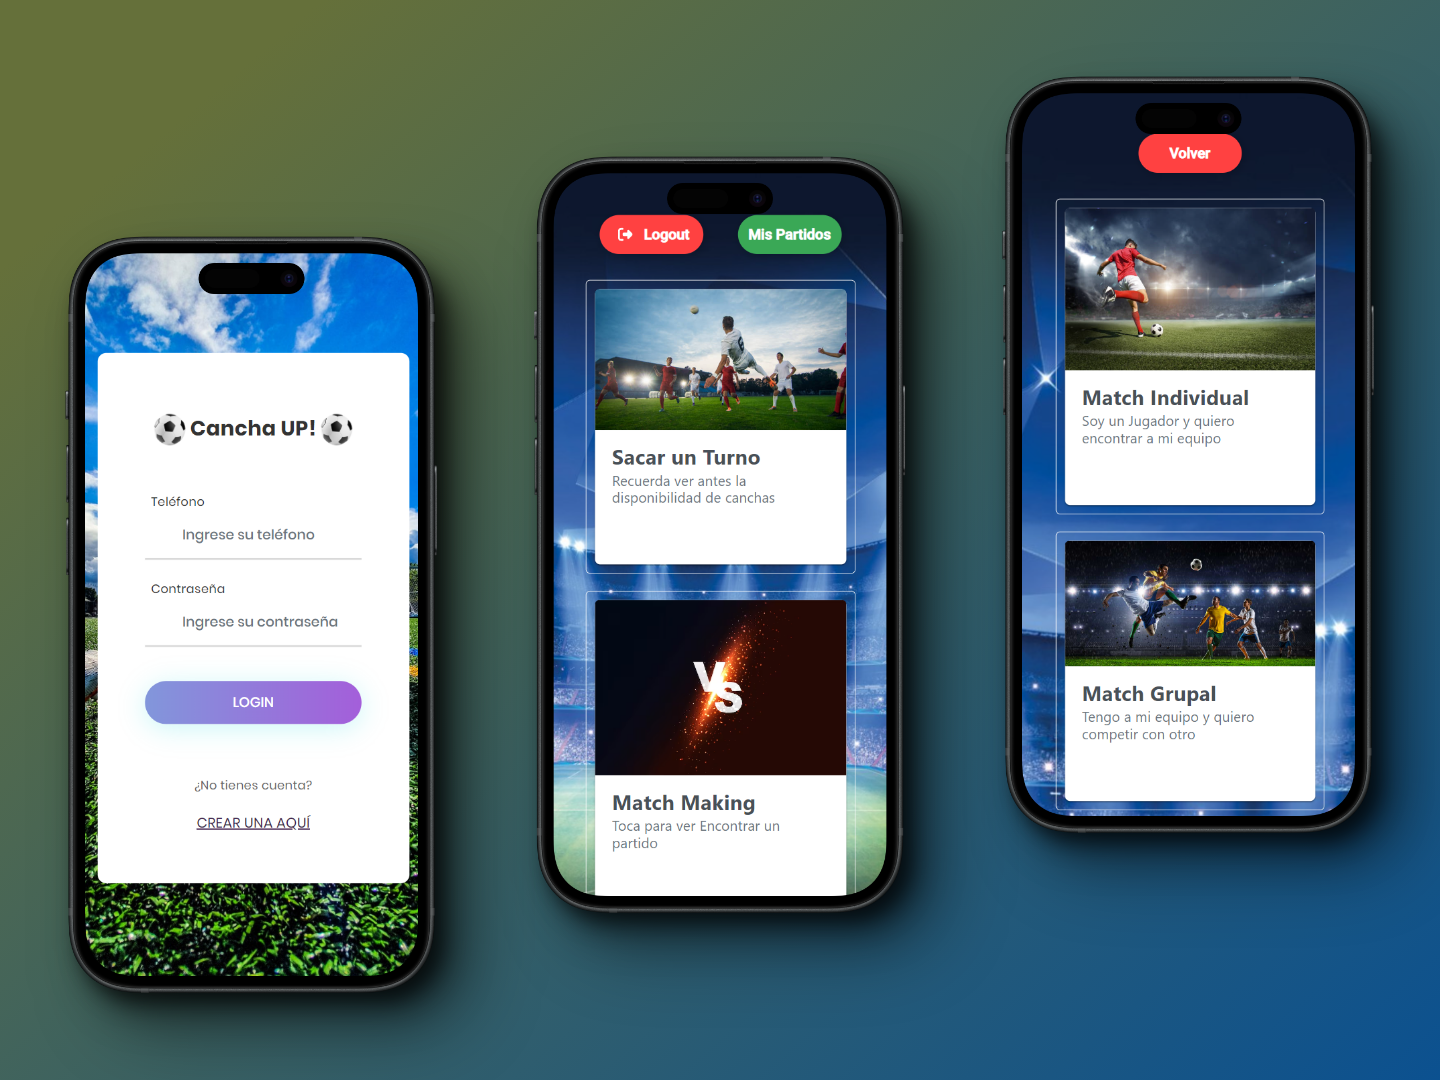 Cancha UP!
Teléfono
Ingrese su teléfono
Contraseña
Ingrese su contraseña
LOGIN
¿No tienes cuenta?
CREAR UNA AQUÍ
Logout
Mis Partidos
Sacar un Turno
Recuerda ver antes la
disponibilidad de canchas
VS
Match Making
Toca para ver Encontrar un
partido
Volver
Match Individual
Soy un Jugador y quiero
encontrar a mi equipo
Match Grupal
Tengo a mi equipo y quiero
competir con otro